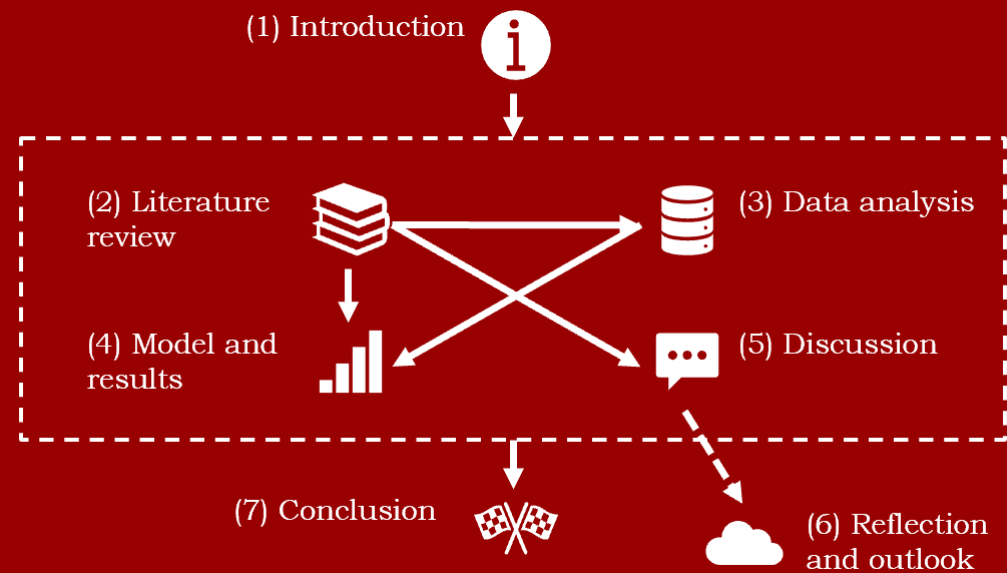 (1) Introduction
(2) Literature
review
(3) Data analysis
(4) Model and
results
(5) Discussion
(7) Conclusion
(6) Reflection
and outlook